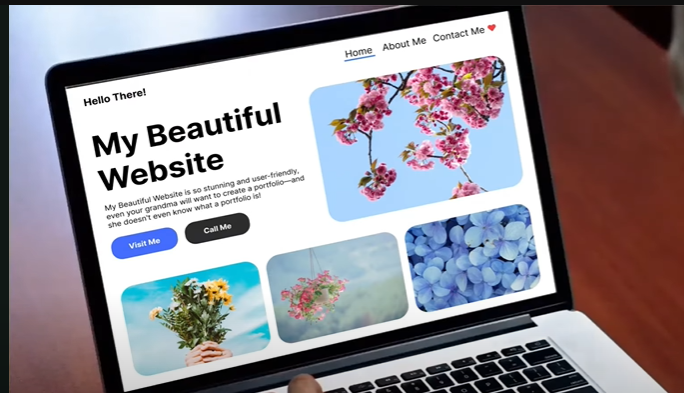 Home About Me Contact Me ❤️
Hello There!
My Beautiful
Website
My Beautiful Website is so stunning and user-friendly,
even your grandma will want to create a portfolio—and
she doesn't even know what a portfolio is!
Visit Me Call Me